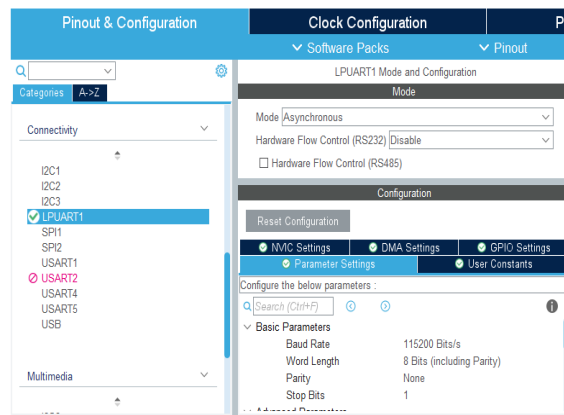 Pinout & Configuration
Clock Configuration
P
Software Packs
Pinout
Categories
A->Z
Connectivity
I2C1
I2C2
I2C3
LPUART1
SPI1
SPI2
USART1
USART2
USART4
USART5
USB
Multimedia
LPUART1 Mode and Configuration
Mode
Mode Asynchronous
Hardware Flow Control (RS232) Disable
Hardware Flow Control (RS485)
Configuration
Reset Configuration
NVIC Settings
DMA Settings
GPIO Settings
Parameter Settings
User Constants
Configure the below parameters :
Search (Ctrl+F)
Basic Parameters
Baud Rate 115200 Bits/s
Word Length 8 Bits (including Parity)
Parity None
Stop Bits 1
Advanced Parameters